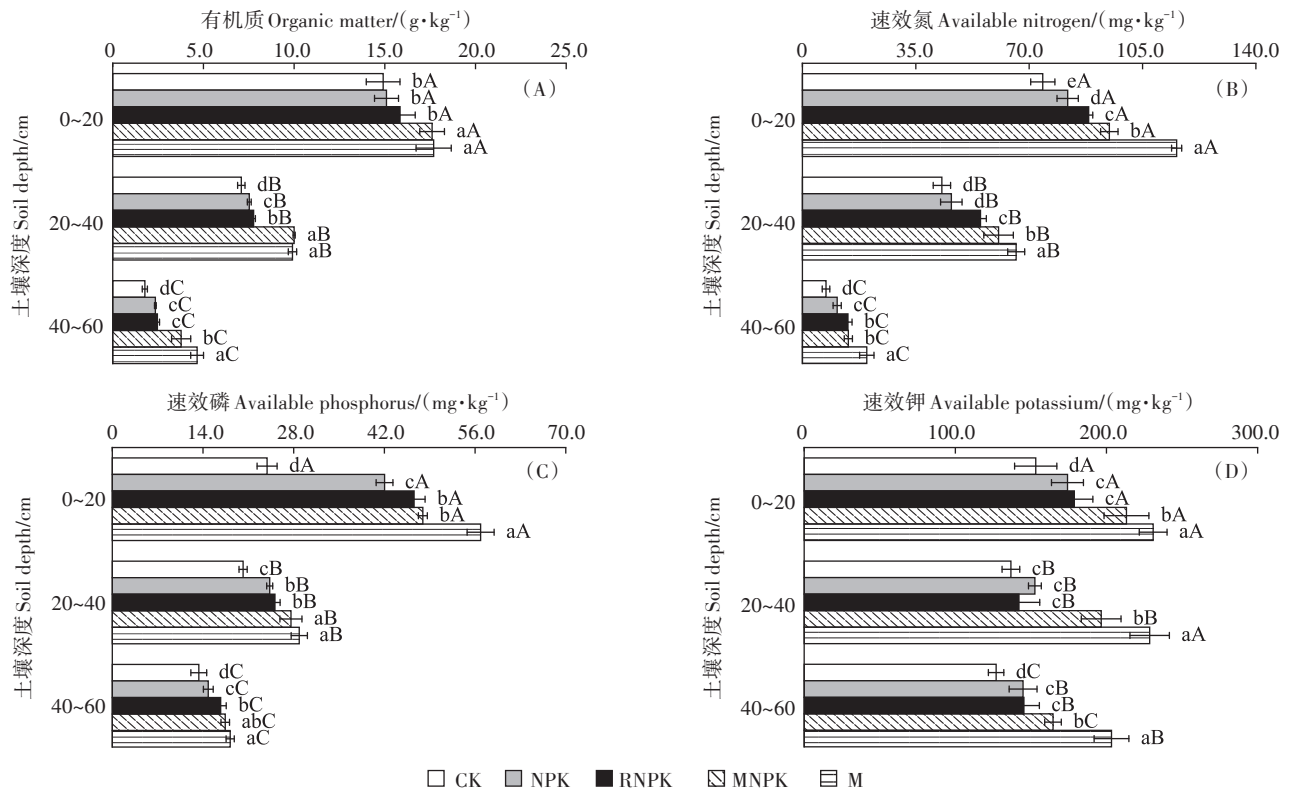 有机质 Organic matter/(g·kg⁻¹)
0 5.0 10.0 15.0 20.0 25.0
(A)
土壤深度 Soil depth/cm
0~20
bA
bA
bA
aA
aA
20~40
dB
cB
bB
aB
aB
40~60
dC
cC
cC
bC
aC
速效氮 Available nitrogen/(mg·kg⁻¹)
0 35.0 70.0 105.0 140.0
(B)
土壤深度 Soil depth/cm
0~20
eA
dA
cA
bA
aA
20~40
dB
dB
cB
bB
aB
40~60
dC
cC
bC
bC
aC
速效磷 Available phosphorus/(mg·kg⁻¹)
0 14.0 28.0 42.0 56.0 70.0
(C)
土壤深度 Soil depth/cm
0~20
dA
cA
bA
bA
aA
20~40
cB
bB
bB
aB
aB
40~60
dC
cC
bC
abC
aC
速效钾 Available potassium/(mg·kg⁻¹)
0 100.0 200.0 300.0
(D)
土壤深度 Soil depth/cm
0~20
dA
cA
cA
bA
aA
20~40
cB
cB
cB
bB
aA
40~60
dC
cB
cB
bC
aB
CK NPK RNPK MNPK M